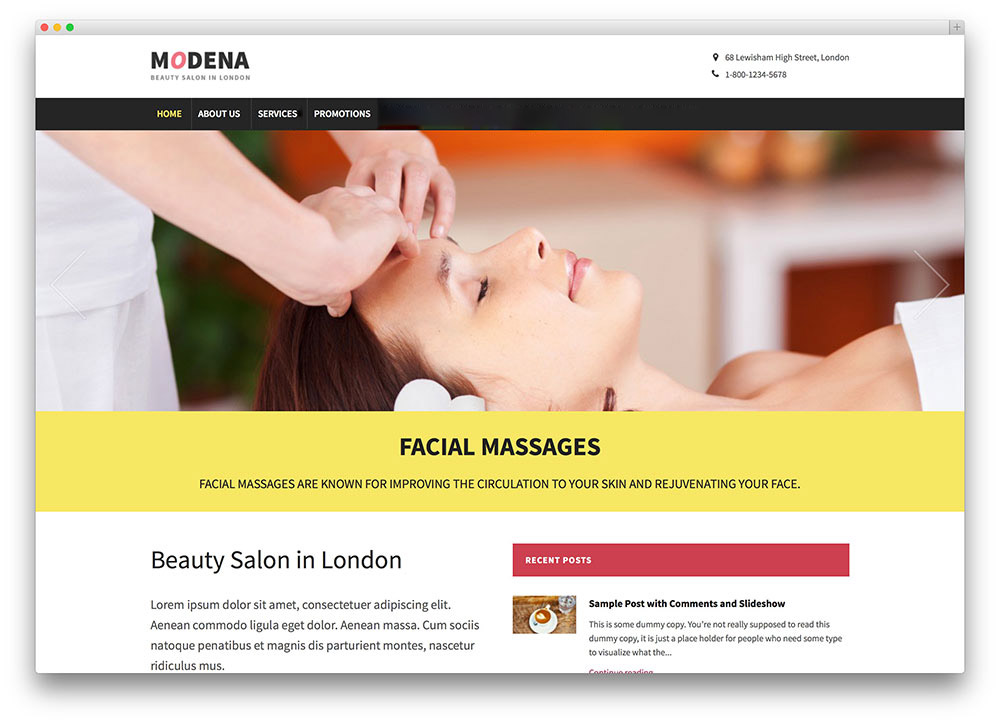 MODENA
BEAUTY SALON IN LONDON
68 Lewisham High Street, London
1-800-1234-5678
HOME
ABOUT US
SERVICES
PROMOTIONS
FACIAL MASSAGES
FACIAL MASSAGES ARE KNOWN FOR IMPROVING THE CIRCULATION TO YOUR SKIN AND REJUVENATING YOUR FACE.
Beauty Salon in London
Lorem ipsum dolor sit amet, consectetuer adipiscing elit.
Aenean commodo ligula eget dolor. Aenean massa. Cum sociis
natoque penatibus et magnis dis parturient montes, nascetur
ridiculus mus.
RECENT POSTS
Sample Post with Comments and Slideshow
This is some dummy copy. You're not really supposed to read this
dummy copy, it is just a place holder for people who need some type
to visualize what the...
Continue reading